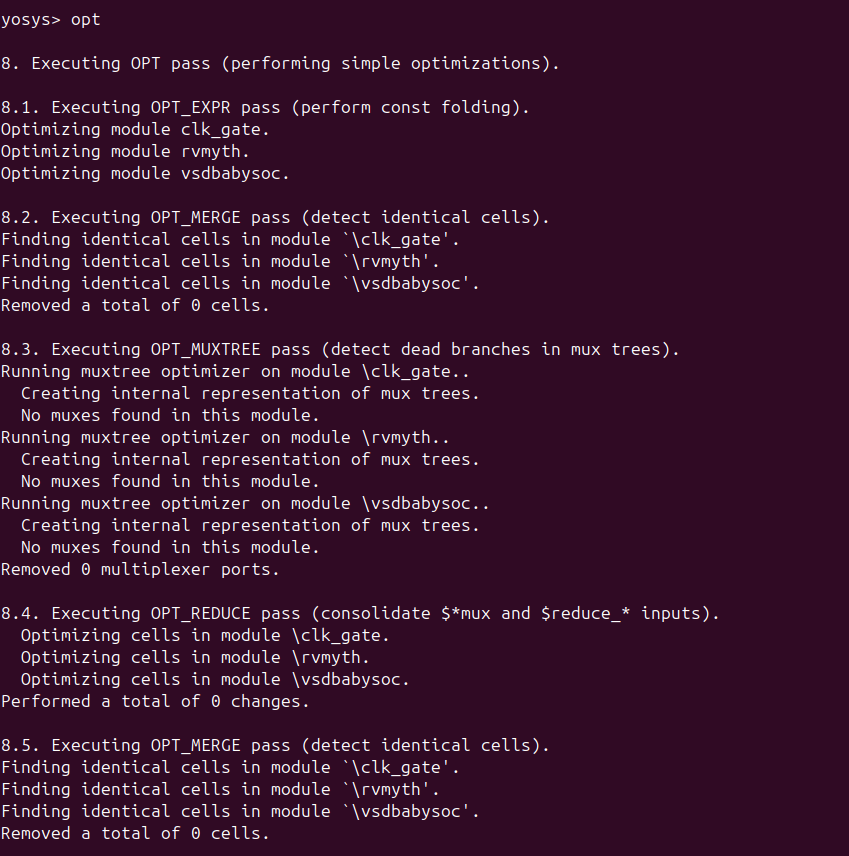 yosys> opt
8. Executing OPT pass (performing simple optimizations).
8.1. Executing OPT_EXPR pass (perform const folding).
Optimizing module clk_gate.
Optimizing module rvmyth.
Optimizing module vsdbabysoc.
8.2. Executing OPT_MERGE pass (detect identical cells).
Finding identical cells in module `\clk_gate'.
Finding identical cells in module `\rvmyth'.
Finding identical cells in module `\vsdbabysoc'.
Removed a total of 0 cells.
8.3. Executing OPT_MUXTREE pass (detect dead branches in mux trees).
Running muxtree optimizer on module \clk_gate..
  Creating internal representation of mux trees.
  No muxes found in this module.
Running muxtree optimizer on module \rvmyth..
  Creating internal representation of mux trees.
  No muxes found in this module.
Running muxtree optimizer on module \vsdbabysoc..
  Creating internal representation of mux trees.
  No muxes found in this module.
Removed 0 multiplexer ports.
8.4. Executing OPT_REDUCE pass (consolidate $*mux and $reduce_* inputs).
  Optimizing cells in module \clk_gate.
  Optimizing cells in module \rvmyth.
  Optimizing cells in module \vsdbabysoc.
Performed a total of 0 changes.
8.5. Executing OPT_MERGE pass (detect identical cells).
Finding identical cells in module `\clk_gate'.
Finding identical cells in module `\rvmyth'.
Finding identical cells in module `\vsdbabysoc'.
Removed a total of 0 cells.